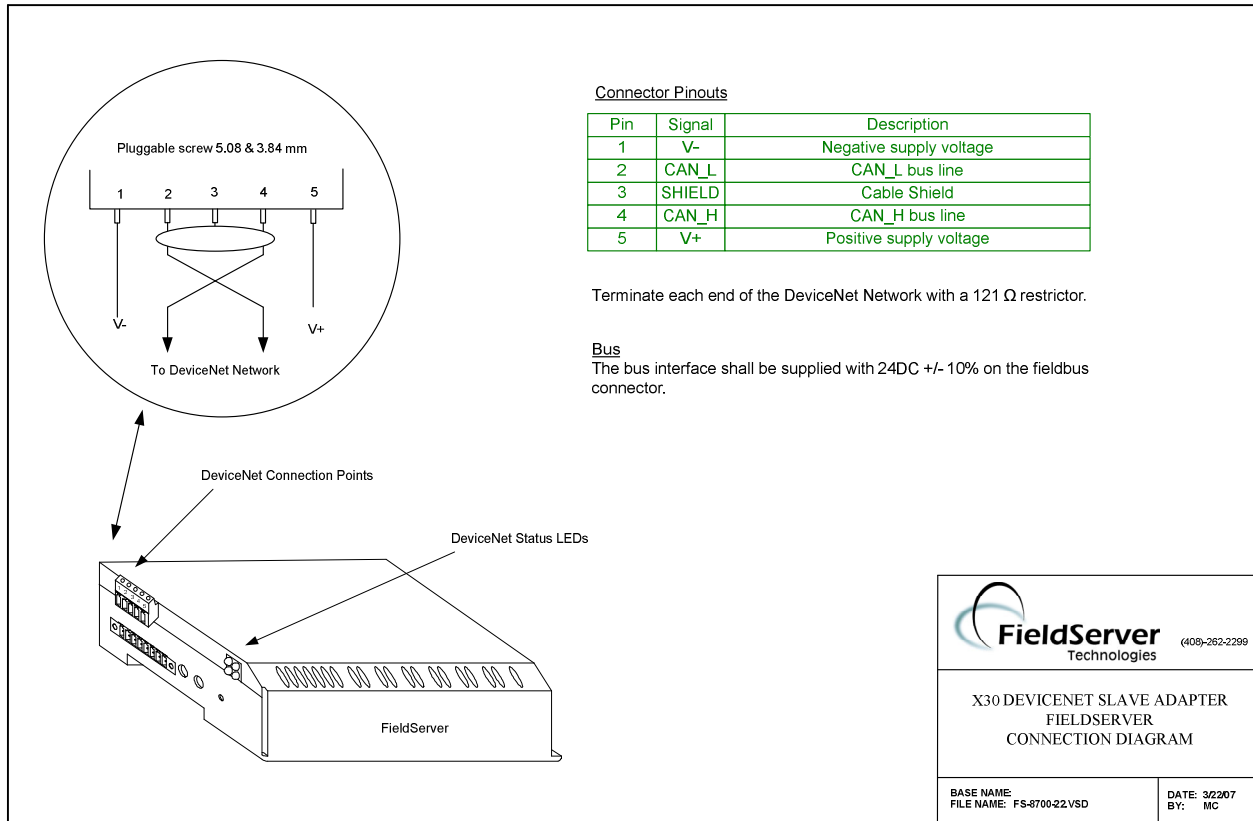 Pluggable screw 5.08 & 3.84 mm
1 2 3 4 5
V-
V+
To DeviceNet Network
Connector Pinouts
Pin Signal Description
1 V- Negative supply voltage
2 CAN_L CAN_L bus line
3 SHIELD Cable Shield
4 CAN_H CAN_H bus line
5 V+ Positive supply voltage
Terminate each end of the DeviceNet Network with a 121 Ω restrictor.
Bus
The bus interface shall be supplied with 24DC +/- 10% on the fieldbus
connector.
DeviceNet Connection Points
DeviceNet Status LEDs
FieldServer
FieldServer
Technologies
(408)-262-2299
X30 DEVICENET SLAVE ADAPTER
FIELDSERVER
CONNECTION DIAGRAM
BASE NAME:
FILE NAME: FS-8700-22.VSD
DATE: 3/22/07
BY: MC